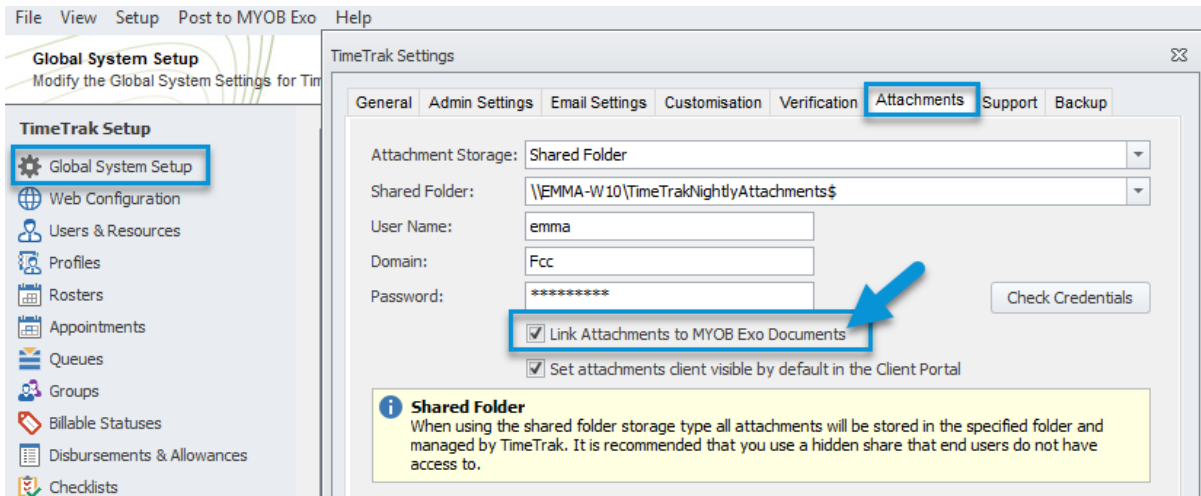 File View Setup Post to MYOB Exo Help
Global System Setup
Modify the Global System Settings for Tim
TimeTrak Setup
Global System Setup
Web Configuration
Users & Resources
Profiles
Rosters
Appointments
Queues
Groups
Billable Statuses
Disbursements & Allowances
Checklists
TimeTrak Settings
General Admin Settings Email Settings Customisation Verification Attachments Support Backup
Attachment Storage: Shared Folder
Shared Folder: \\EMMA-W10\TimeTrakNightlyAttachments$
User Name: emma
Domain: Fcc
Password: *********
Check Credentials
Link Attachments to MYOB Exo Documents
Set attachments client visible by default in the Client Portal
Shared Folder
When using the shared folder storage type all attachments will be stored in the specified folder and
managed by TimeTrak. It is recommended that you use a hidden share that end users do not have
access to.